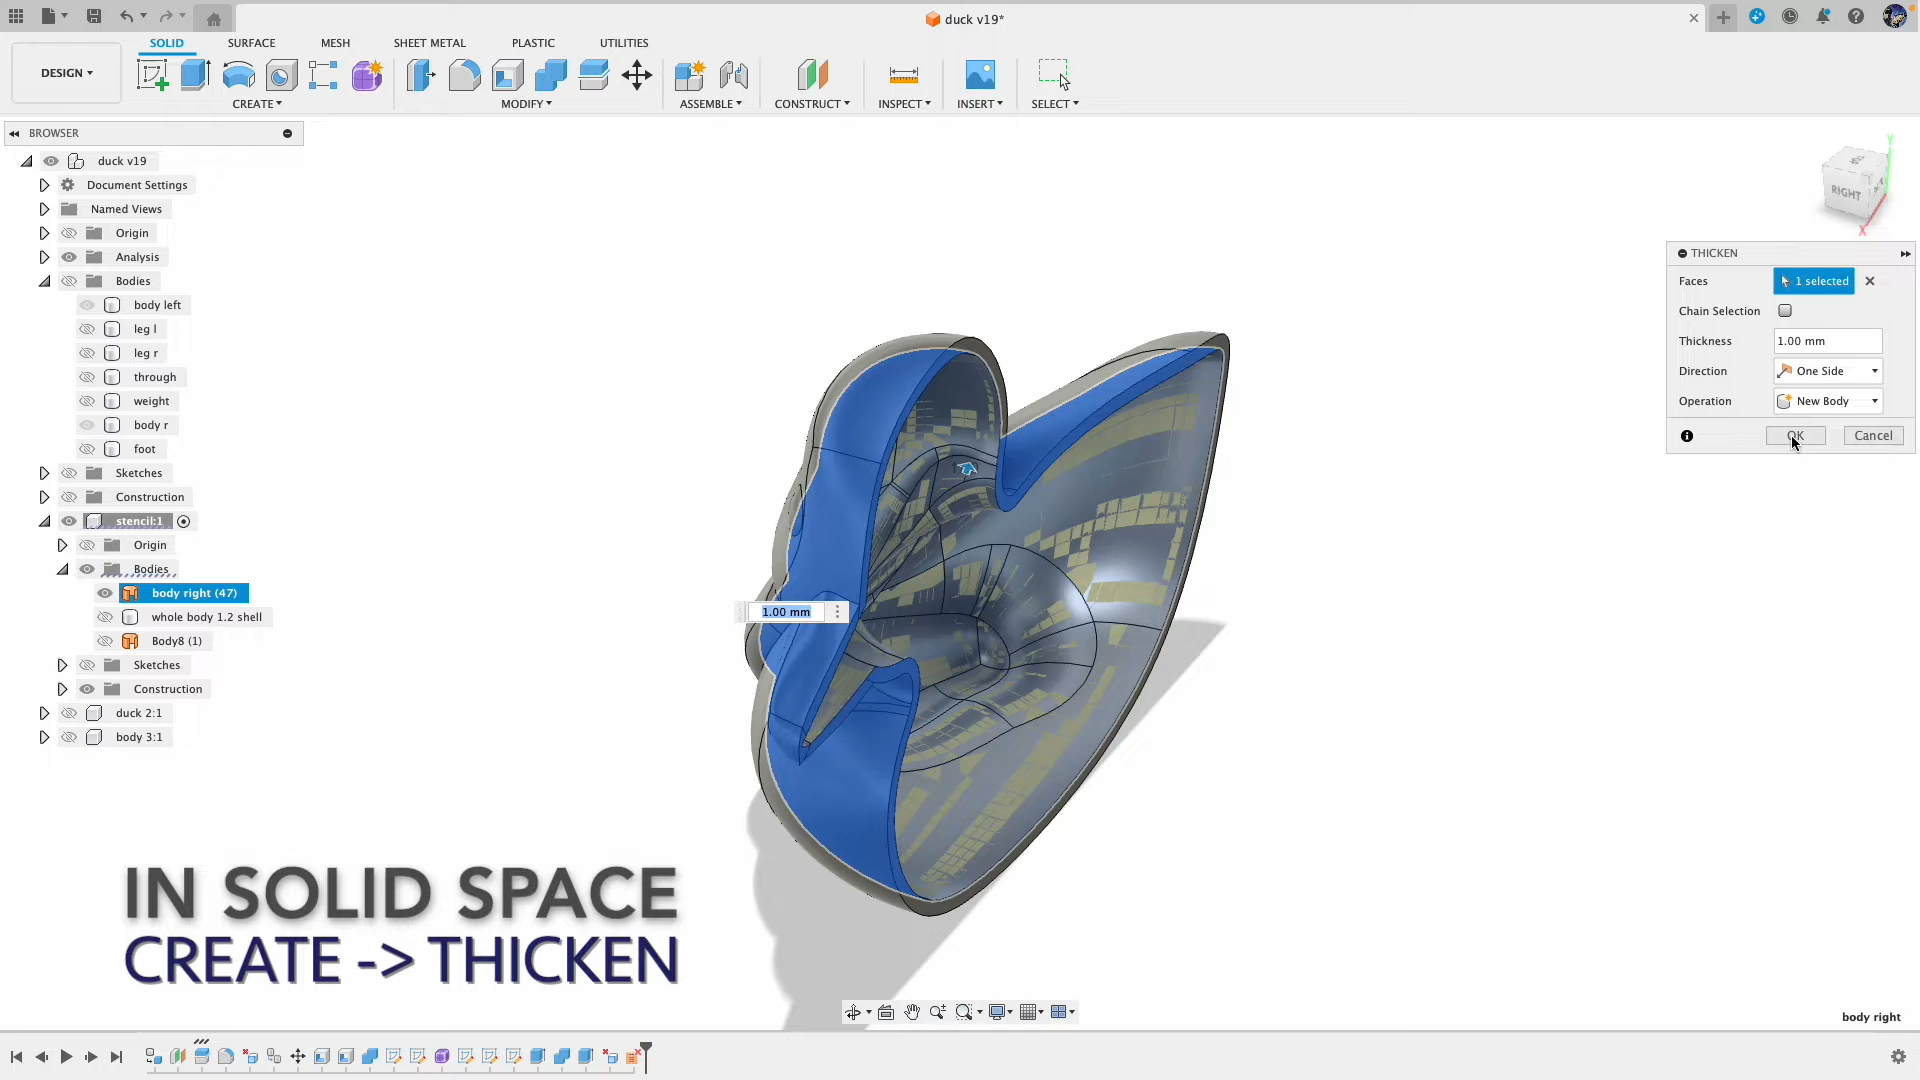 duck v19*
SOLID SURFACE MESH SHEET METAL PLASTIC UTILITIES
DESIGN
CREATE MODIFY ASSEMBLE CONSTRUCT INSPECT INSERT SELECT
BROWSER
duck v19
Document Settings
Named Views
Origin
Analysis
Bodies
body left
leg l
leg r
through
weight
body r
foot
Sketches
Construction
stencil:1
Origin
Bodies
body right (47)
whole body 1.2 shell
Body8 (1)
Sketches
Construction
duck 2:1
body 3:1
RIGHT
Y
X
THICKEN
Faces 1 selected
Chain Selection
Thickness 1.00 mm
Direction One Side
Operation New Body
OK Cancel
1.00 mm
IN SOLID SPACE
CREATE -> THICKEN
body right